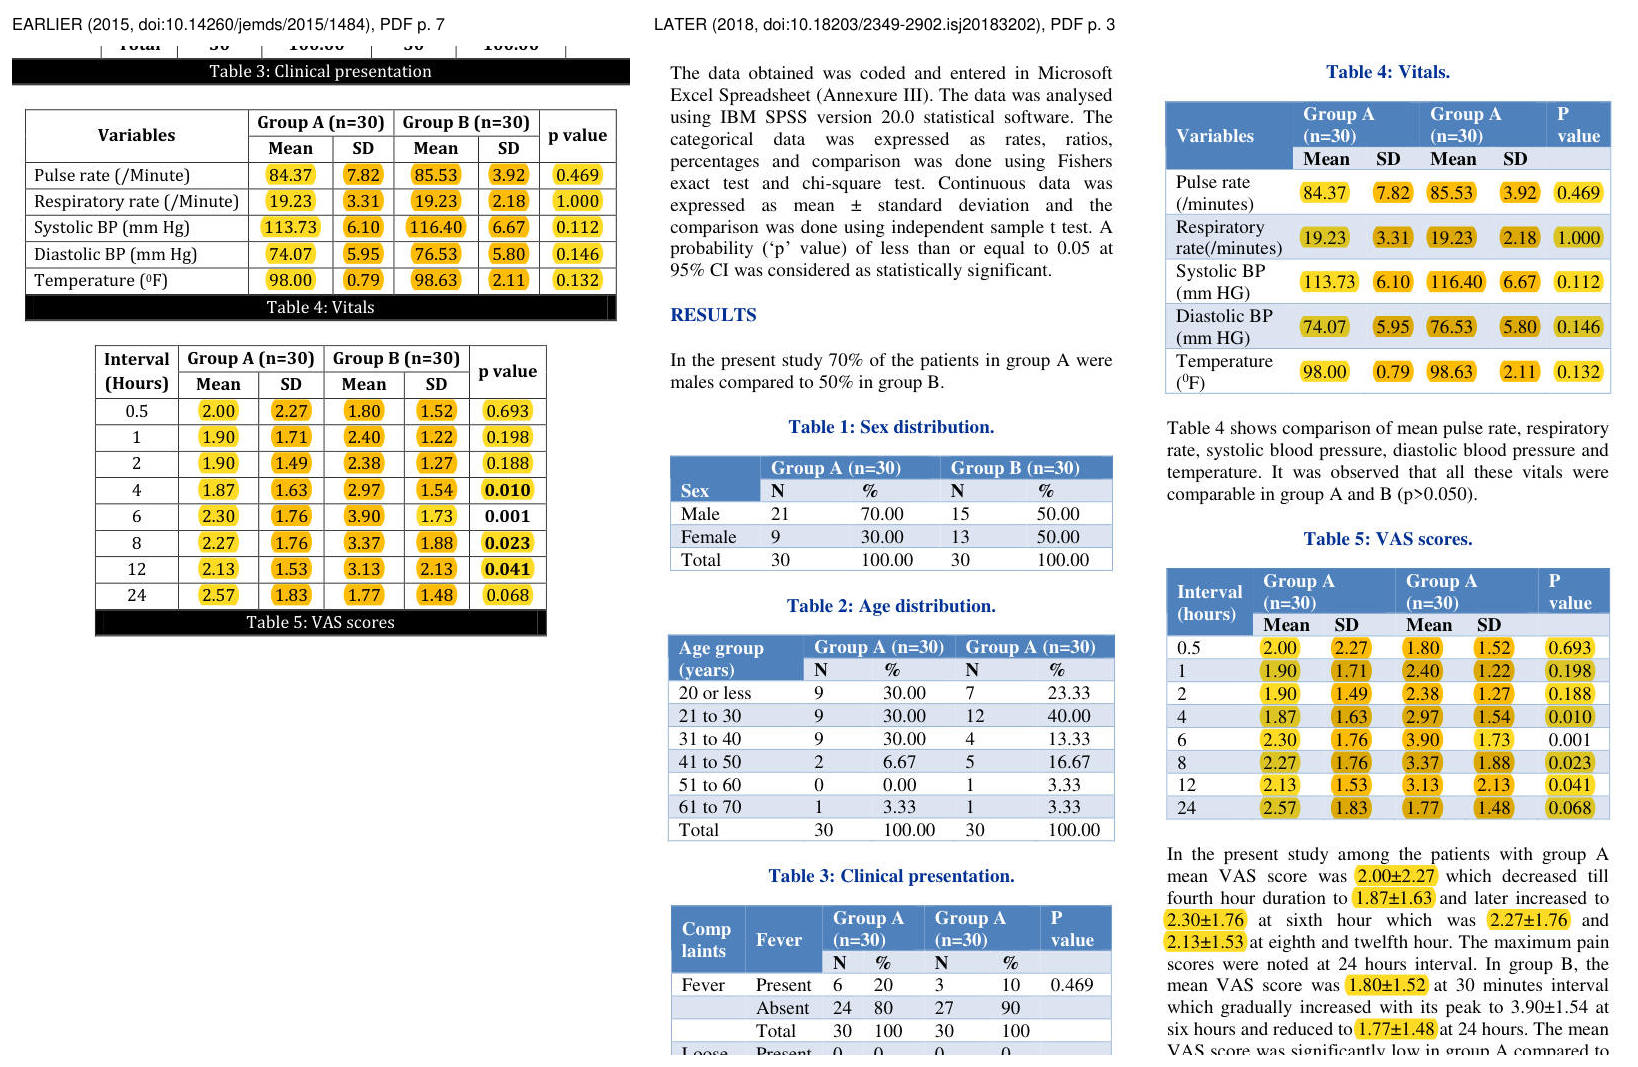 EARLIER (2015, doi:10.14260/jemds/2015/1484), PDF p. 7
Total 30 100.00 30 100.00
Table 3: Clinical presentation
Variables Group A (n=30) Group B (n=30) p value
Mean SD Mean SD
Pulse rate (/Minute) 84.37 7.82 85.53 3.92 0.469
Respiratory rate (/Minute) 19.23 3.31 19.23 2.18 1.000
Systolic BP (mm Hg) 113.73 6.10 116.40 6.67 0.112
Diastolic BP (mm Hg) 74.07 5.95 76.53 5.80 0.146
Temperature (⁰F) 98.00 0.79 98.63 2.11 0.132
Table 4: Vitals
Interval (Hours) Group A (n=30) Group B (n=30) p value
Mean SD Mean SD
0.5 2.00 2.27 1.80 1.52 0.693
1 1.90 1.71 2.40 1.22 0.198
2 1.90 1.49 2.38 1.27 0.188
4 1.87 1.63 2.97 1.54 0.010
6 2.30 1.76 3.90 1.73 0.001
8 2.27 1.76 3.37 1.88 0.023
12 2.13 1.53 3.13 2.13 0.041
24 2.57 1.83 1.77 1.48 0.068
Table 5: VAS scores
LATER (2018, doi:10.18203/2349-2902.isj20183202), PDF p. 3
The data obtained was coded and entered in Microsoft
Excel Spreadsheet (Annexure III). The data was analysed
using IBM SPSS version 20.0 statistical software. The
categorical data was expressed as rates, ratios,
percentages and comparison was done using Fishers
exact test and chi-square test. Continuous data was
expressed as mean ± standard deviation and the
comparison was done using independent sample t test. A
probability (‘p’ value) of less than or equal to 0.05 at
95% CI was considered as statistically significant.
RESULTS
In the present study 70% of the patients in group A were
males compared to 50% in group B.
Table 1: Sex distribution.
Sex Group A (n=30) Group B (n=30)
N % N %
Male 21 70.00 15 50.00
Female 9 30.00 13 50.00
Total 30 100.00 30 100.00
Table 2: Age distribution.
Age group (years) Group A (n=30) Group A (n=30)
N % N %
20 or less 9 30.00 7 23.33
21 to 30 9 30.00 12 40.00
31 to 40 9 30.00 4 13.33
41 to 50 2 6.67 5 16.67
51 to 60 0 0.00 1 3.33
61 to 70 1 3.33 1 3.33
Total 30 100.00 30 100.00
Table 3: Clinical presentation.
Comp laints Fever Group A (n=30) Group A (n=30) P value
N % N %
Fever Present 6 20 3 10 0.469
Absent 24 80 27 90
Total 30 100 30 100
Loose Present 0 0 0 0
Table 4: Vitals.
Variables Group A (n=30) Group A (n=30) P value
Mean SD Mean SD
Pulse rate (/minutes) 84.37 7.82 85.53 3.92 0.469
Respiratory rate(/minutes) 19.23 3.31 19.23 2.18 1.000
Systolic BP (mm HG) 113.73 6.10 116.40 6.67 0.112
Diastolic BP (mm HG) 74.07 5.95 76.53 5.80 0.146
Temperature (⁰F) 98.00 0.79 98.63 2.11 0.132
Table 4 shows comparison of mean pulse rate, respiratory
rate, systolic blood pressure, diastolic blood pressure and
temperature. It was observed that all these vitals were
comparable in group A and B (p>0.050).
Table 5: VAS scores.
Interval (hours) Group A (n=30) Group A (n=30) P value
Mean SD Mean SD
0.5 2.00 2.27 1.80 1.52 0.693
1 1.90 1.71 2.40 1.22 0.198
2 1.90 1.49 2.38 1.27 0.188
4 1.87 1.63 2.97 1.54 0.010
6 2.30 1.76 3.90 1.73 0.001
8 2.27 1.76 3.37 1.88 0.023
12 2.13 1.53 3.13 2.13 0.041
24 2.57 1.83 1.77 1.48 0.068
In the present study among the patients with group A
mean VAS score was 2.00±2.27 which decreased till
fourth hour duration to 1.87±1.63 and later increased to
2.30±1.76 at sixth hour which was 2.27±1.76 and
2.13±1.53 at eighth and twelfth hour. The maximum pain
scores were noted at 24 hours interval. In group B, the
mean VAS score was 1.80±1.52 at 30 minutes interval
which gradually increased with its peak to 3.90±1.54 at
six hours and reduced to 1.77±1.48 at 24 hours. The mean
VAS score was significantly low in group A compared to